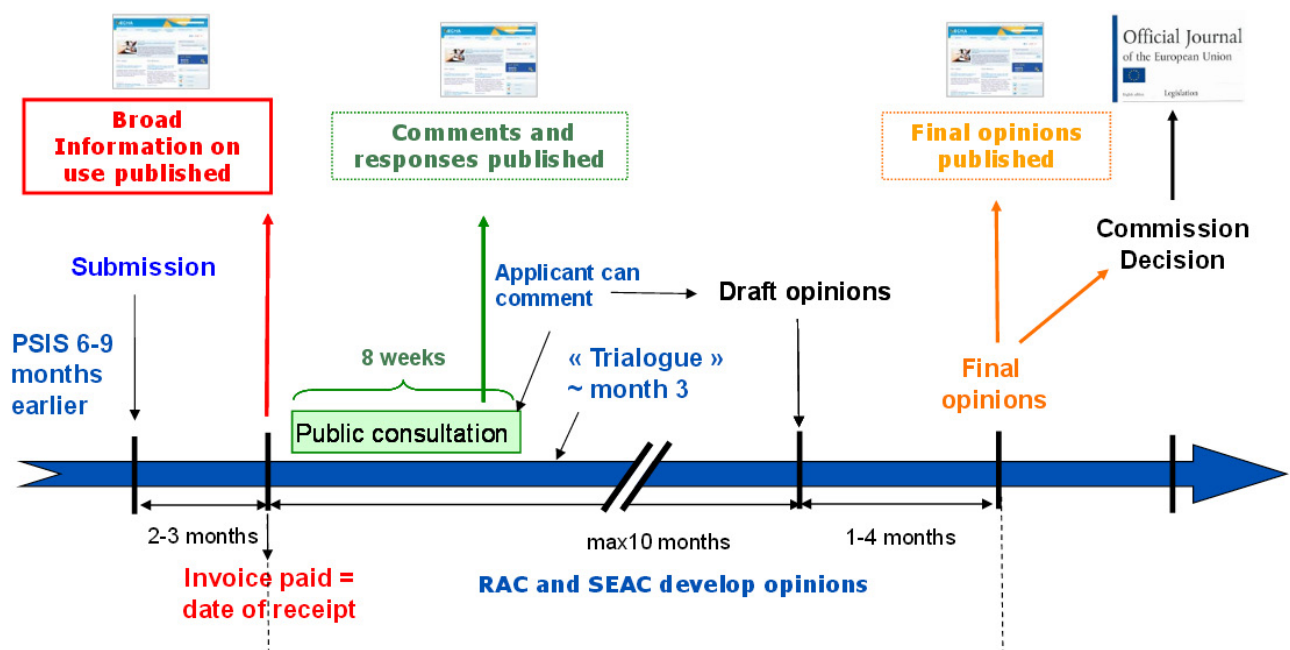 Official Journal
of the European Union
Legislation
Broad
Information on
use published
Comments and
responses published
Final opinions
published
Submission
Applicant can
comment
Draft opinions
Commission
Decision
PSIS 6-9
months
earlier
8 weeks
« Trialogue »
~ month 3
Final
opinions
Public consultation
2-3 months
max10 months
1-4 months
Invoice paid =
date of receipt
RAC and SEAC develop opinions